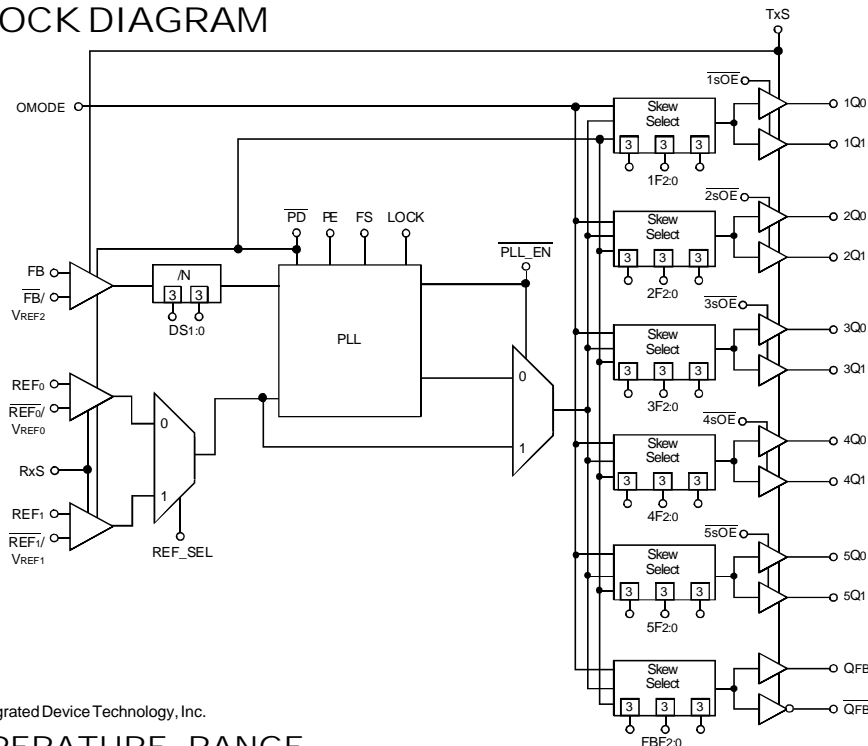 OCK DIAGRAM
TxS
OMODE
1sOE
Skew
Select
3 3 3
1F2:0
1Q0
1Q1
2sOE
Skew
Select
3 3 3
2F2:0
2Q0
2Q1
PD PE FS LOCK
PLL_EN
FB
FB/
VREF2
/N
3 3
DS1:0
PLL
3sOE
Skew
Select
3 3 3
3F2:0
3Q0
3Q1
REF0
REF0/
VREF0
RxS
REF1
REF1/
VREF1
0
1
REF_SEL
0
1
4sOE
Skew
Select
3 3 3
4F2:0
4Q0
4Q1
5sOE
Skew
Select
3 3 3
5F2:0
5Q0
5Q1
Skew
Select
3 3 3
FBF2:0
QFB
QFB
grated Device Technology, Inc.
PERATURE RANGE